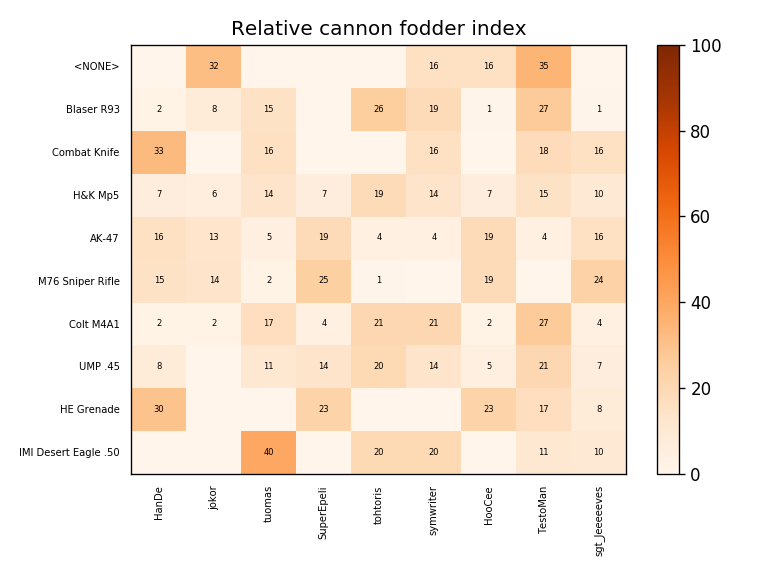 Relative cannon fodder index
<NONE> 32 16 16 35
Blaser R93 2 8 15 26 19 1 27 1
Combat Knife 33 16 16 18 16
H&K Mp5 7 6 14 7 19 14 7 15 10
AK-47 16 13 5 19 4 4 19 4 16
M76 Sniper Rifle 15 14 2 25 1 19 24
Colt M4A1 2 2 17 4 21 21 2 27 4
UMP .45 8 11 14 20 14 5 21 7
HE Grenade 30 23 23 17 8
IMI Desert Eagle .50 40 20 20 11 10
HanDe jokor tuomas SuperEpeli tohtoris symwriter HooCee TestoMan sgt_Jeeeeeves
100
80
60
40
20
0